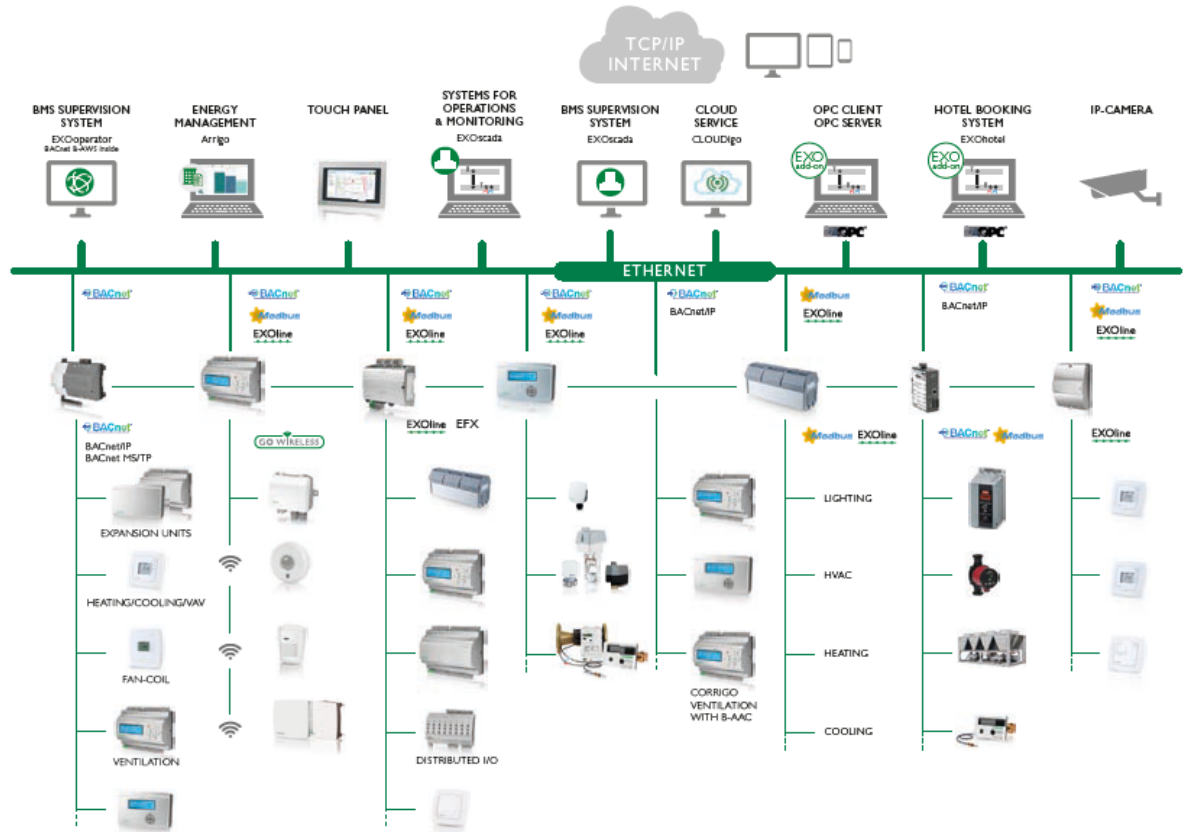 TCP/IP
INTERNET
BMS SUPERVISION
SYSTEM
EXOoperator
BACnet B-AWS inside
ENERGY
MANAGEMENT
Arrigo
TOUCH PANEL
SYSTEMS FOR
OPERATIONS
& MONITORING
EXOscada
BMS SUPERVISION
SYSTEM
EXOscada
CLOUD
SERVICE
CLOUDigo
OPC CLIENT
OPC SERVER
EXO
add-on
OPC
HOTEL BOOKING
SYSTEM
EXOhotel
EXO
add-on
OPC
IP-CAMERA
ETHERNET
BACnet
BACnet
Modbus
EXOline
BACnet
Modbus
EXOline
BACnet
Modbus
EXOline
BACnet
BACnet/IP
Modbus
EXOline
BACnet
BACnet/IP
BACnet
Modbus
EXOline
BACnet
BACnet/IP
BACnet MS/TP
GO WIRELESS
EXOline EFX
Modbus EXOline
BACnet Modbus
EXOline
EXPANSION UNITS
HEATING/COOLING/VAV
FAN-COIL
VENTILATION
DISTRIBUTED I/O
CORRIGO
VENTILATION
WITH B-AAC
LIGHTING
HVAC
HEATING
COOLING